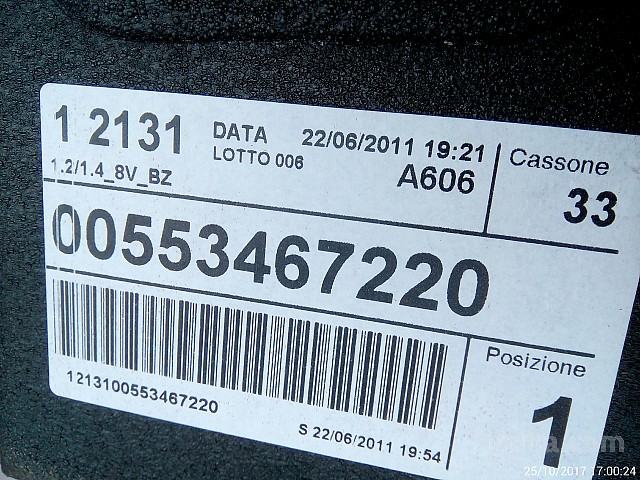 1 2131 DATA 22/06/2011 19:21 Cassone
1.2/1.4_8V_BZ LOTTO 006 A606 33
00553467220
Posizione
1213100553467220 1
S 22/06/2011 19:54
25/10/2017 17:00:24